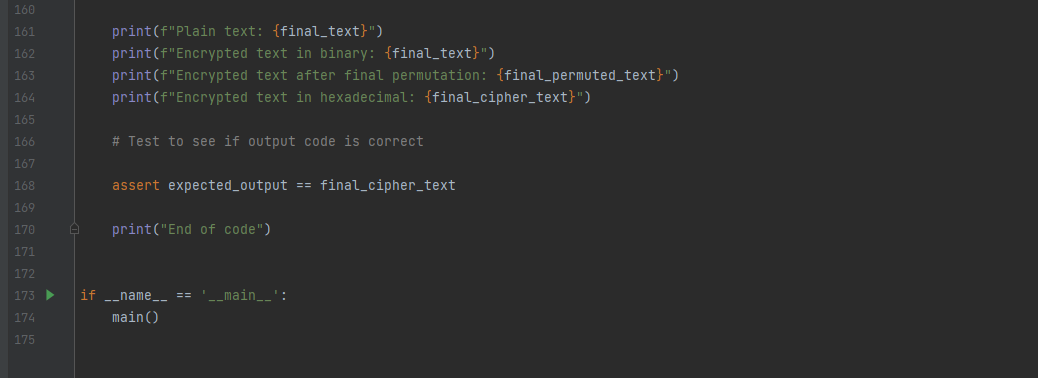 160
161     print(f"Plain text: {final_text}")
162     print(f"Encrypted text in binary: {final_text}")
163     print(f"Encrypted text after final permutation: {final_permuted_text}")
164     print(f"Encrypted text in hexadecimal: {final_cipher_text}")
165
166     # Test to see if output code is correct
167
168     assert expected_output == final_cipher_text
169
170     print("End of code")
171
172
173 if __name__ == '__main__':
174     main()
175